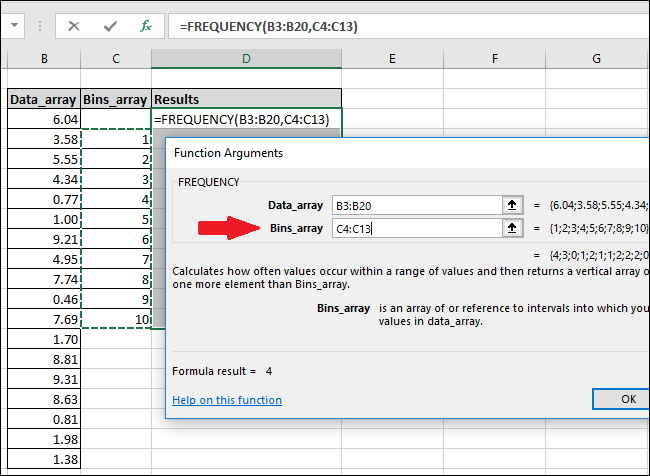 =FREQUENCY(B3:B20,C4:C13)
B C D E F G H
Data_array Bins_array Results
6.04 =FREQUENCY(B3:B20,C4:C13)
3.58 1
5.55 2
4.34 3
0.77 4
1.00 5
9.21 6
4.95 7
7.74 8
0.46 9
7.69 10
1.70
8.81
9.31
8.63
0.81
1.98
1.38
Function Arguments
FREQUENCY
Data_array B3:B20 = {6.04;3.58;5.55;4.34;
Bins_array C4:C13 = {1;2;3;4;5;6;7;8;9;10}
= {4;3;0;1;2;1;1;2;2;2;0
Calculates how often values occur within a range of values and then returns a vertical array o
one more element than Bins_array.
Bins_array is an array of or reference to intervals into which you
values in data_array.
Formula result = 4
Help on this function
OK